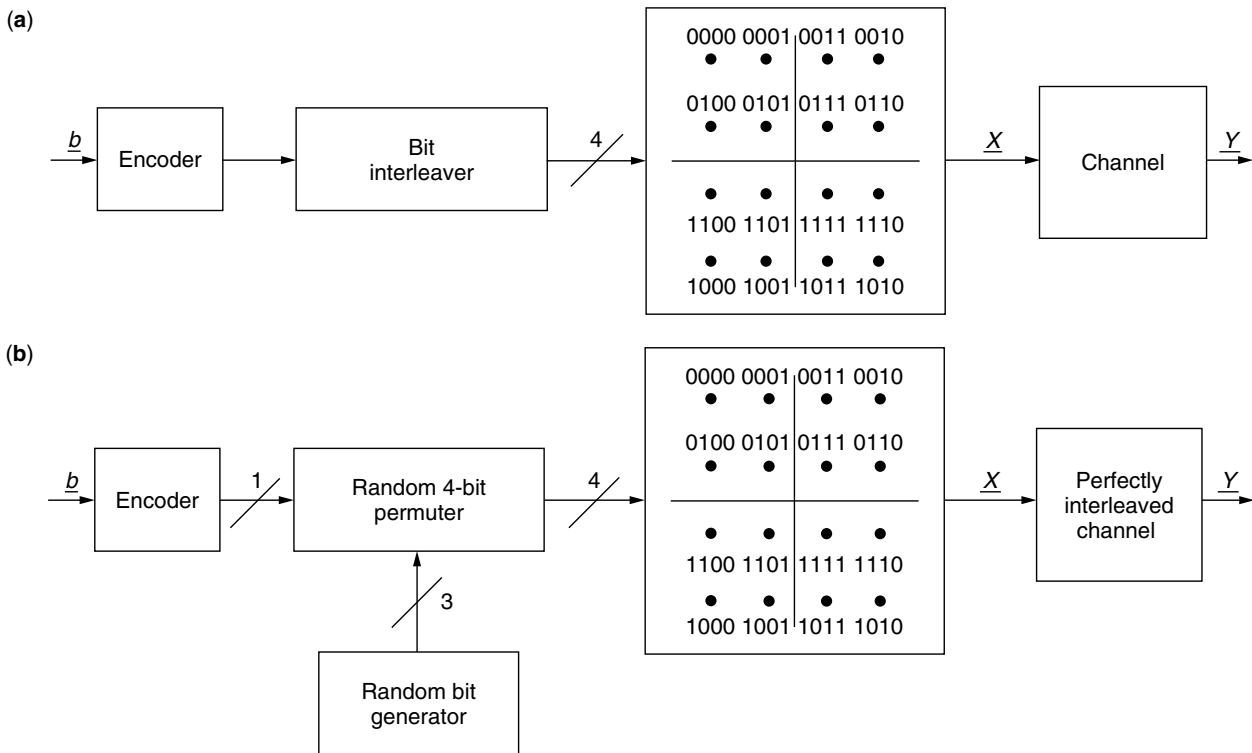 (a)
0000 0001 0011 0010
0100 0101 0111 0110
b
Encoder
Bit
interleaver
4
X
Channel
Y
1100 1101 1111 1110
1000 1001 1011 1010
(b)
0000 0001 0011 0010
0100 0101 0111 0110
b
Encoder
1
Random 4-bit
permuter
4
X
Perfectly
interleaved
channel
Y
1100 1101 1111 1110
3
1000 1001 1011 1010
Random bit
generator